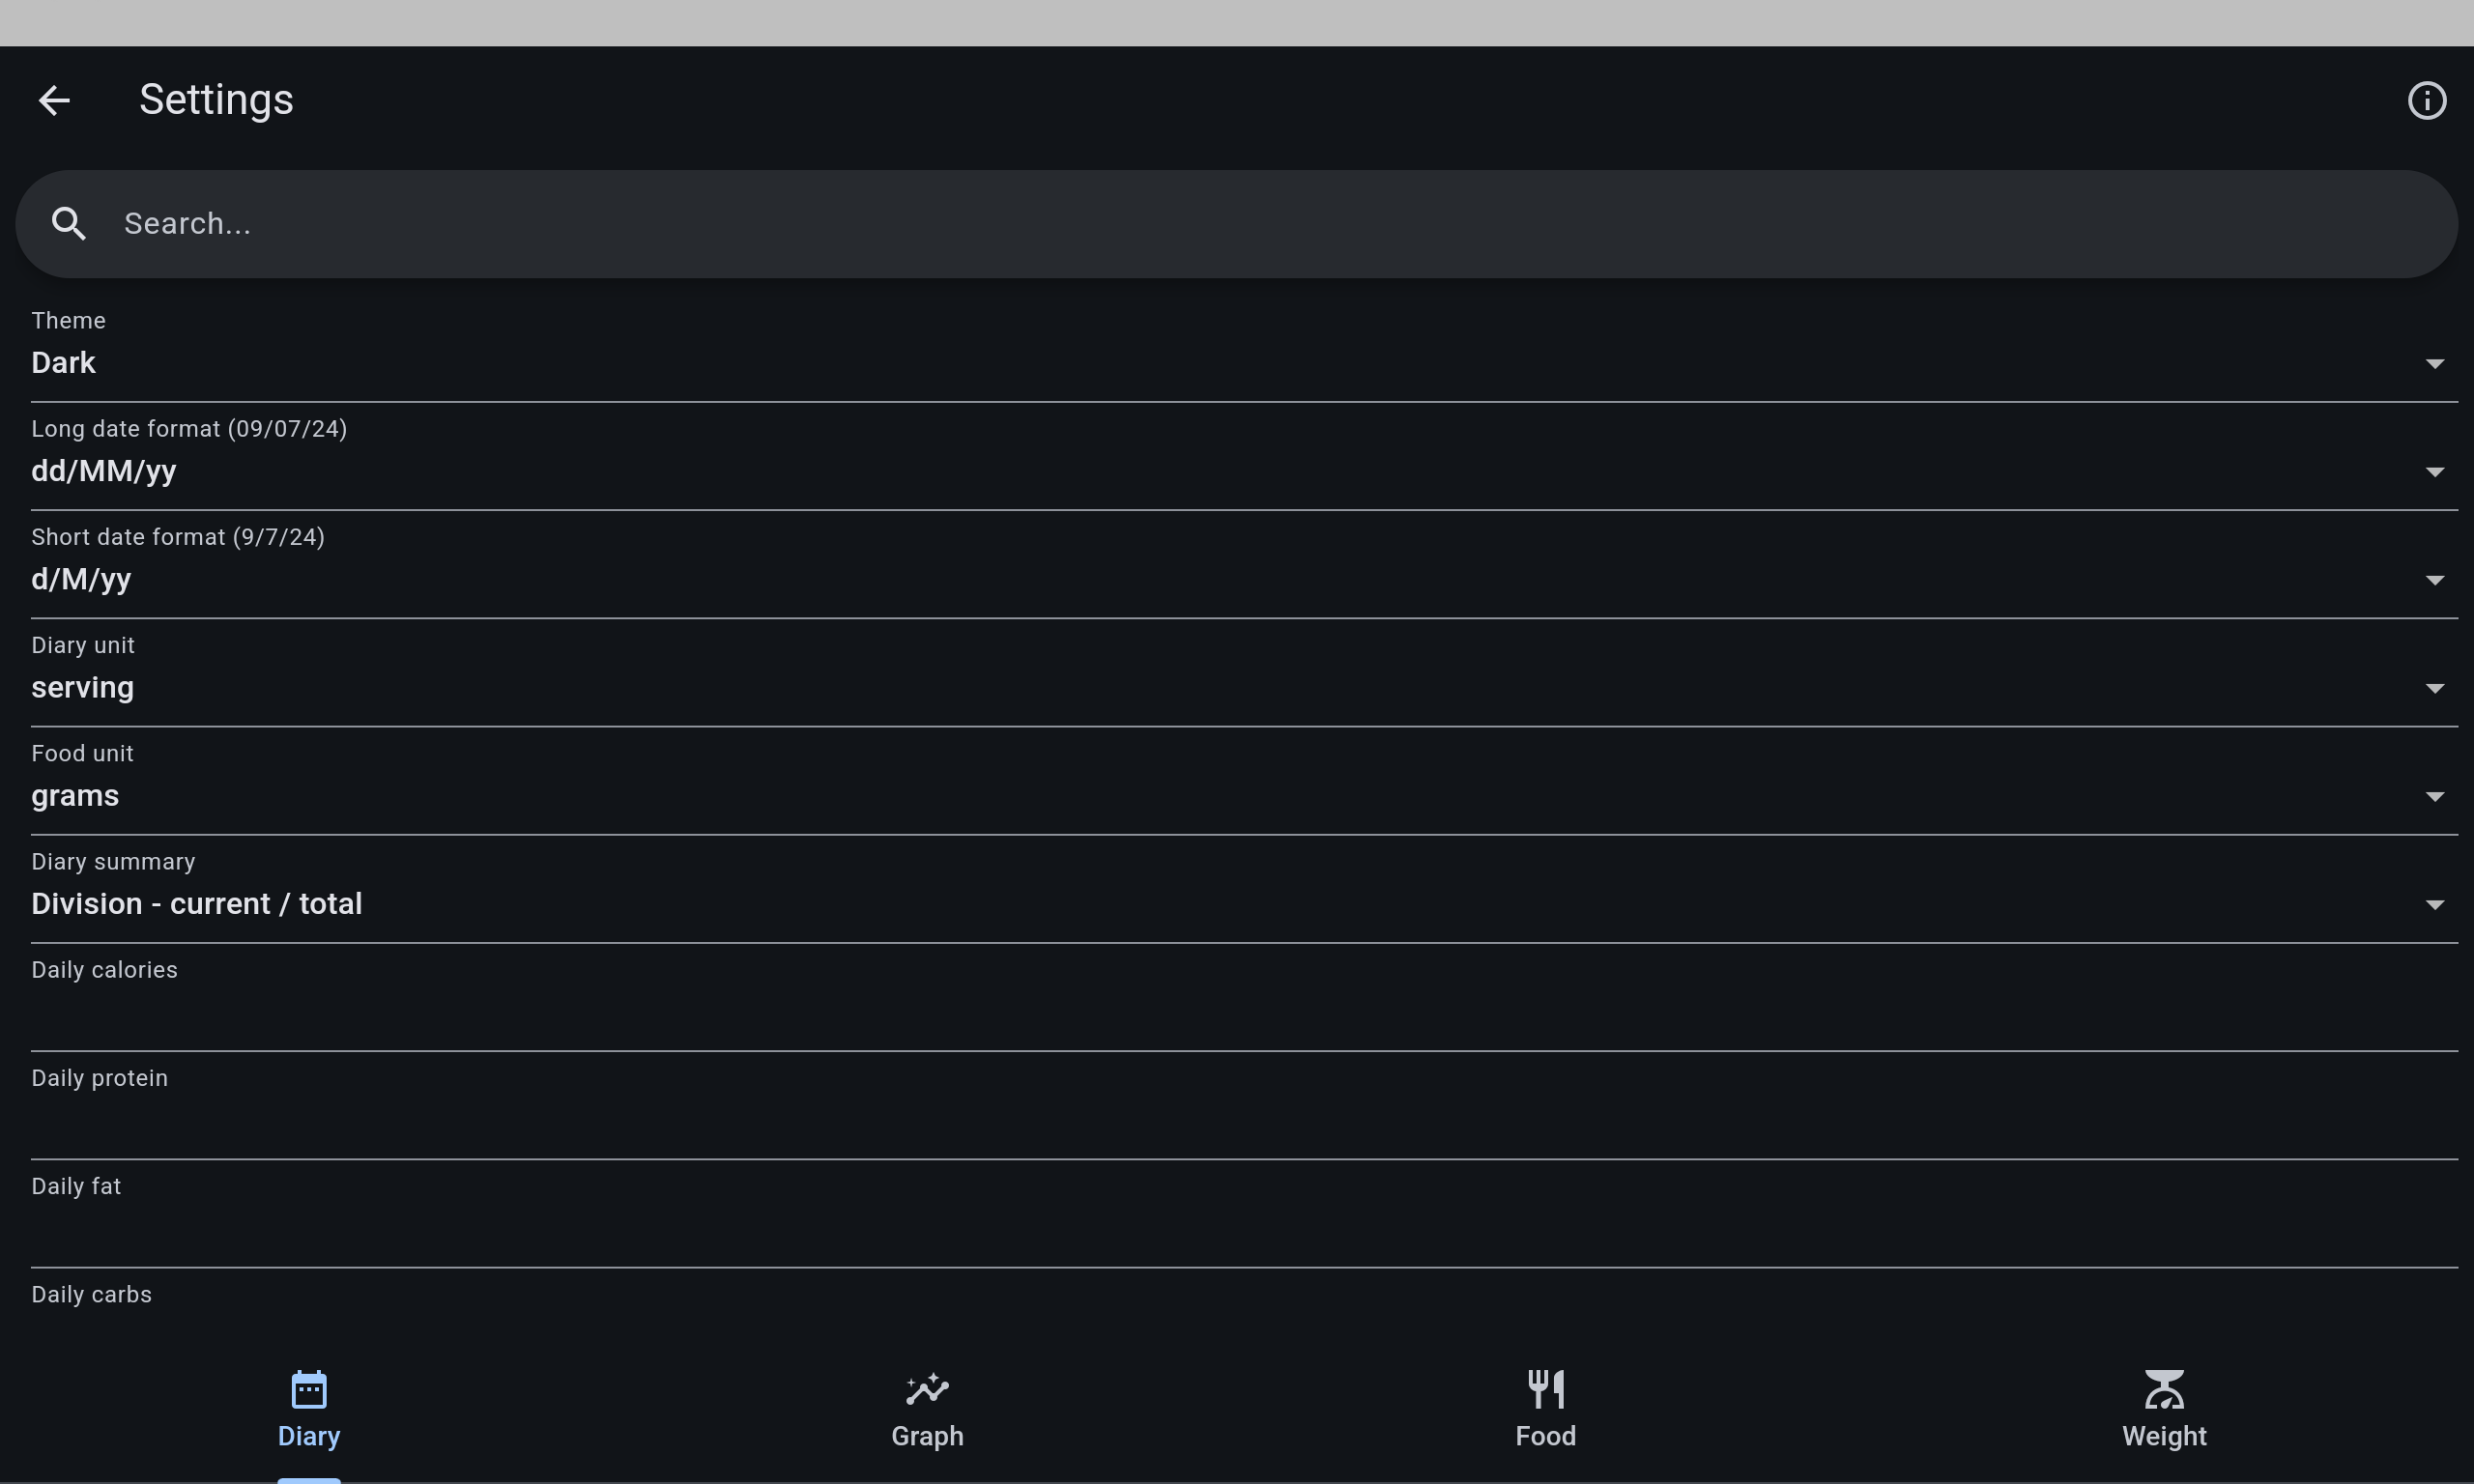 Settings
Search...
Theme
Dark
Long date format (09/07/24)
dd/MM/yy
Short date format (9/7/24)
d/M/yy
Diary unit
serving
Food unit
grams
Diary summary
Division - current / total
Daily calories
Daily protein
Daily fat
Daily carbs
Diary
Graph
Food
Weight